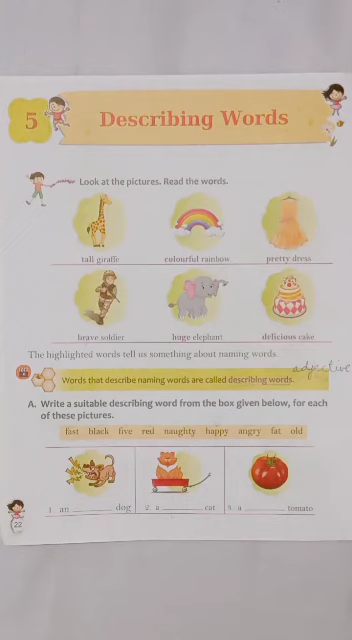 5
Describing Words
Look at the pictures. Read the words.
tall giraffe colourful rainbow pretty dress
brave soldier huge elephant delicious cake
The highlighted words tell us something about naming words
adjective
Words that describe naming words are called describing words.
A. Write a suitable describing word from the box given below, for each
of these pictures.
fast black five red naughty happy angry fat old
1. an ________ dog 2. a ________ cat 3. a ________ tomato
22